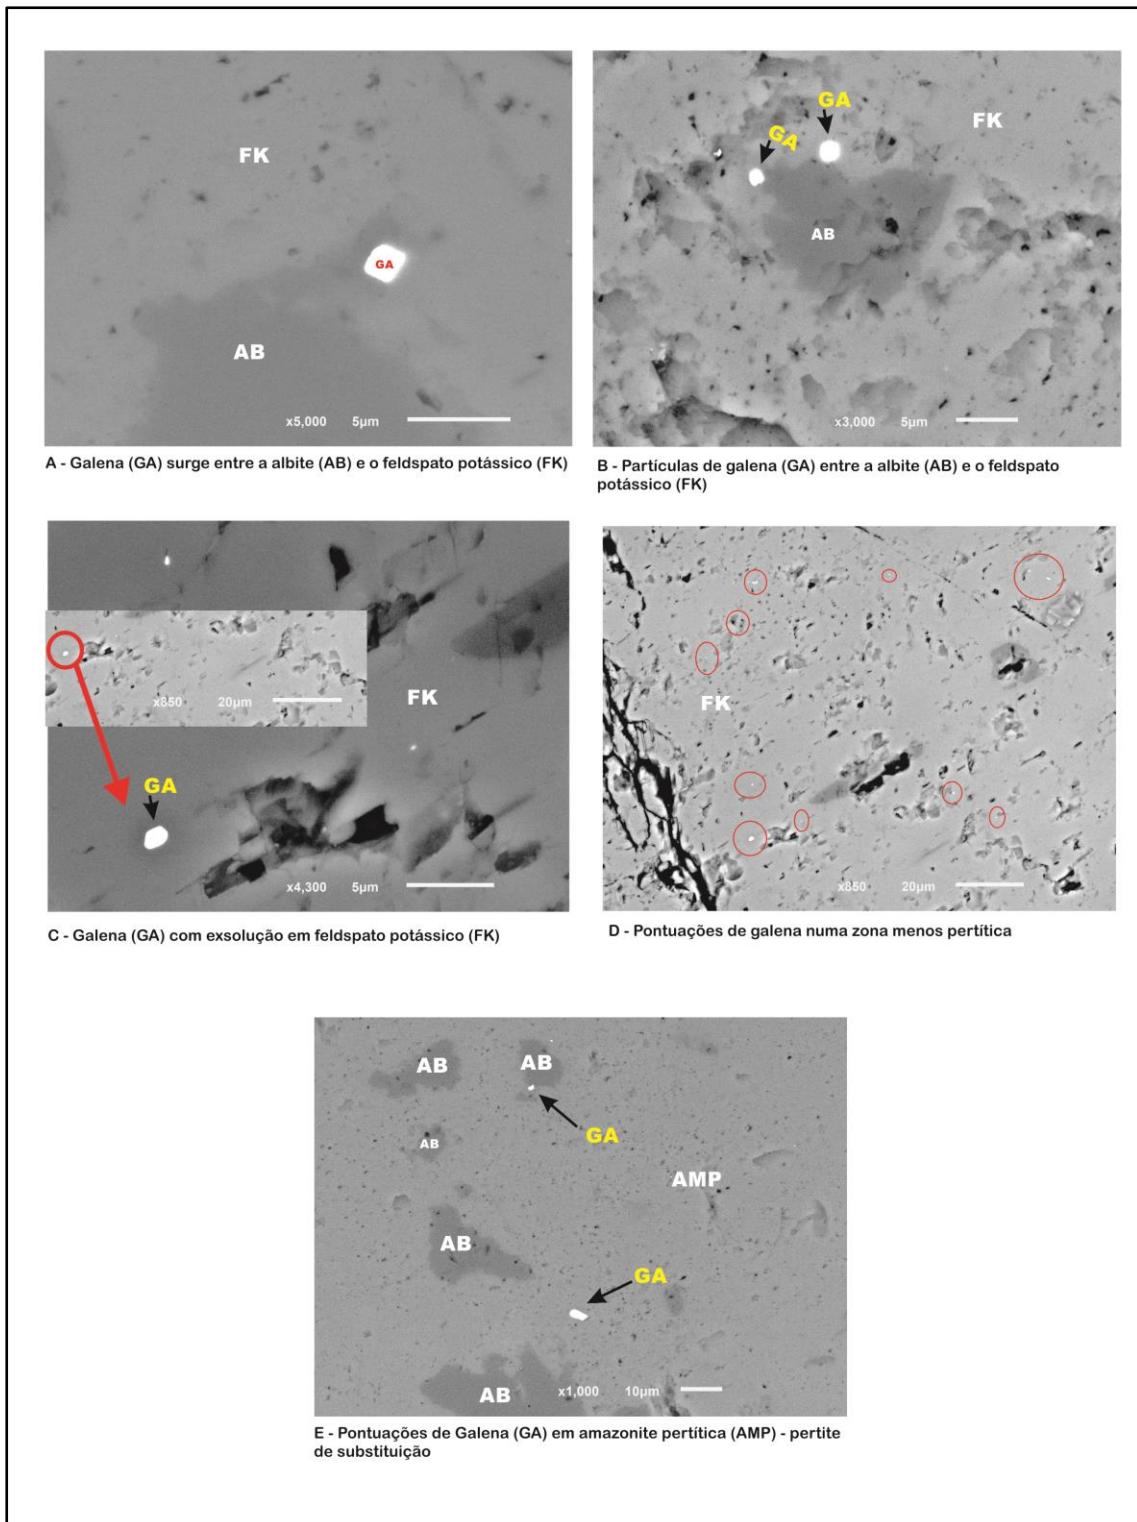 FK
GA
AB
x5,000 5µm
A - Galena (GA) surge entre a albite (AB) e o feldspato potássico (FK)
GA
GA
FK
AB
x3,000 5µm
B - Partículas de galena (GA) entre a albite (AB) e o feldspato
potássico (FK)
x850 20µm
FK
GA
x4,300 5µm
C - Galena (GA) com exsolução em feldspato potássico (FK)
FK
x850 20µm
D - Pontuações de galena numa zona menos pertítica
AB
AB
GA
AB
AMP
AB
GA
AB
x1,000 10µm
E - Pontuações de Galena (GA) em amazonite pertítica (AMP) - pertite
de substituição